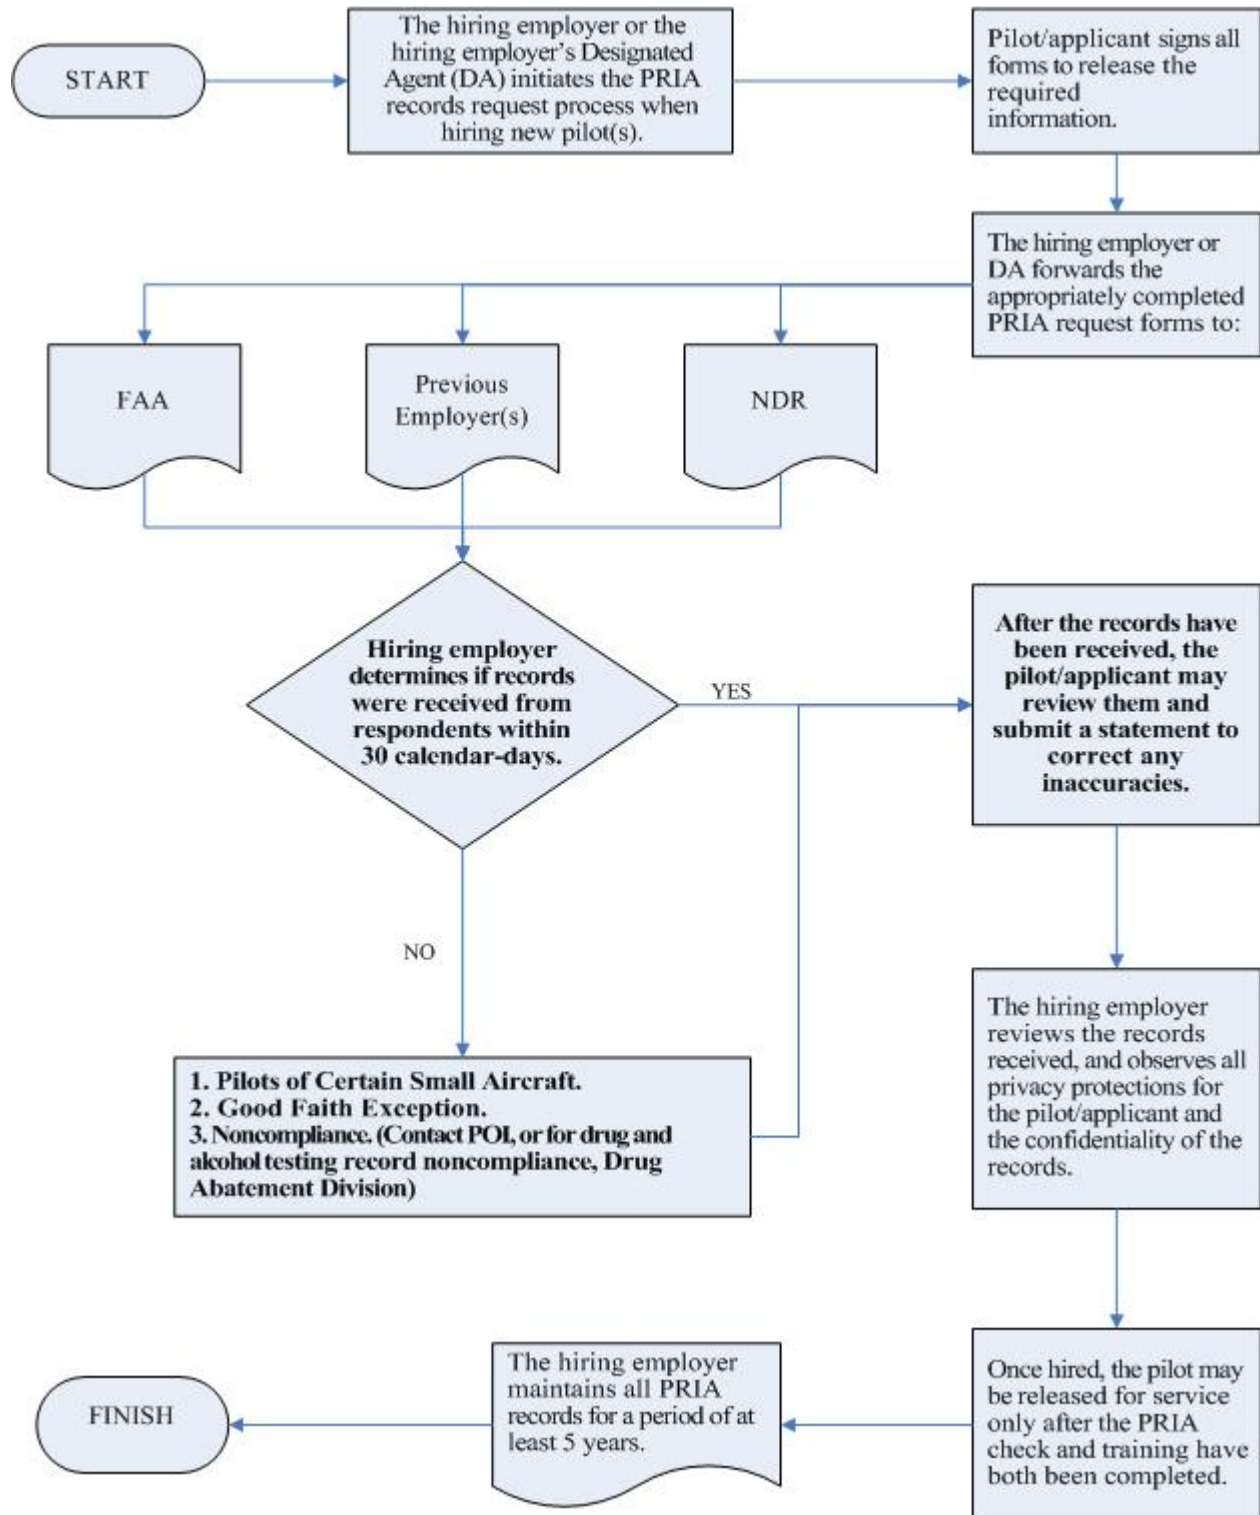 START
The hiring employer or the
hiring employer's Designated
Agent (DA) initiates the PRIA
records request process when
hiring new pilot(s).
Pilot/applicant signs all
forms to release the
required
information.
The hiring employer or
DA forwards the
appropriately completed
PRIA request forms to:
FAA
Previous
Employer(s)
NDR
Hiring employer
determines if records
were received from
respondents within
30 calendar-days.
YES
NO
After the records have
been received, the
pilot/applicant may
review them and
submit a statement to
correct any
inaccuracies.
1. Pilots of Certain Small Aircraft.
2. Good Faith Exception.
3. Noncompliance. (Contact POI, or for drug and
alcohol testing record noncompliance, Drug
Abatement Division)
The hiring employer
reviews the records
received, and observes all
privacy protections for
the pilot/applicant and
the confidentiality of the
records.
Once hired, the pilot may
be released for service
only after the PRIA
check and training have
both been completed.
The hiring employer
maintains all PRIA
records for a period of at
least 5 years.
FINISH